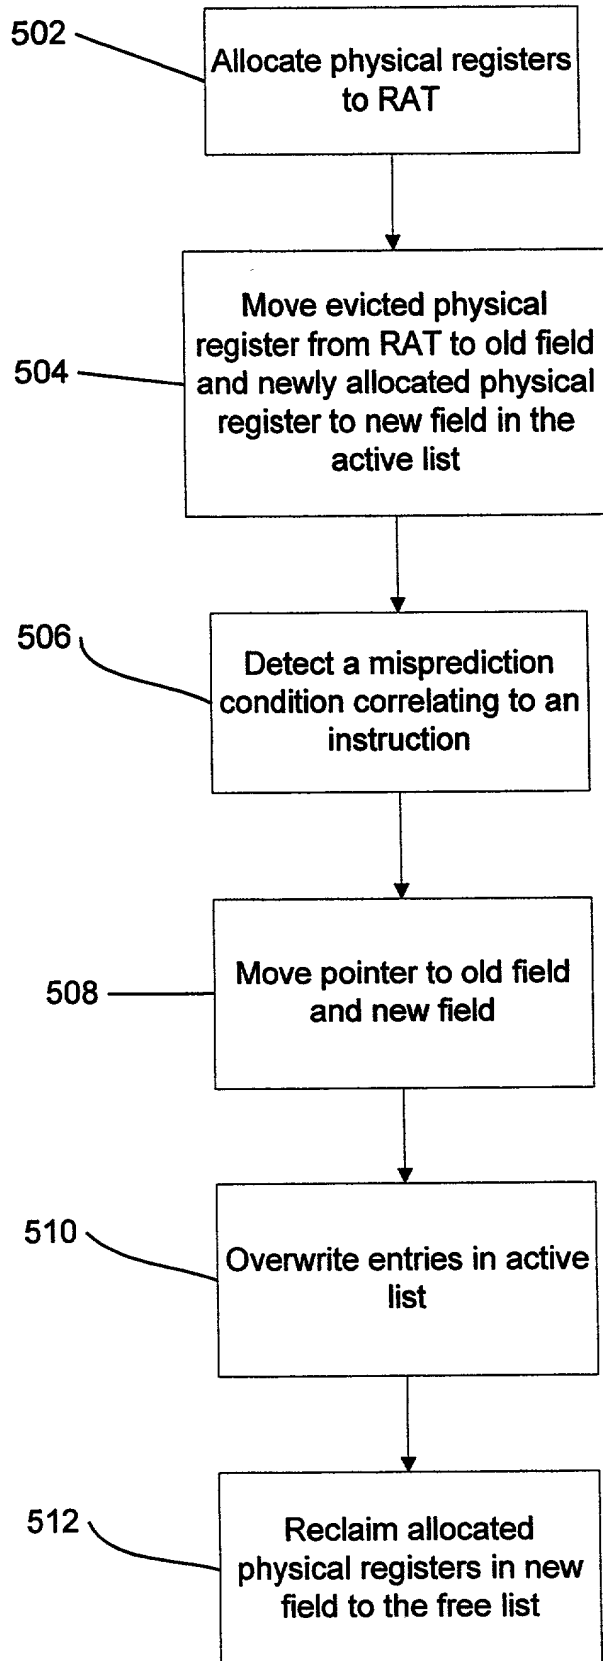 502
Allocate physical registers
to RAT
504
Move evicted physical
register from RAT to old field
and newly allocated physical
register to new field in the
active list
506
Detect a misprediction
condition correlating to an
instruction
508
Move pointer to old field
and new field
510
Overwrite entries in active
list
512
Reclaim allocated
physical registers in new
field to the free list